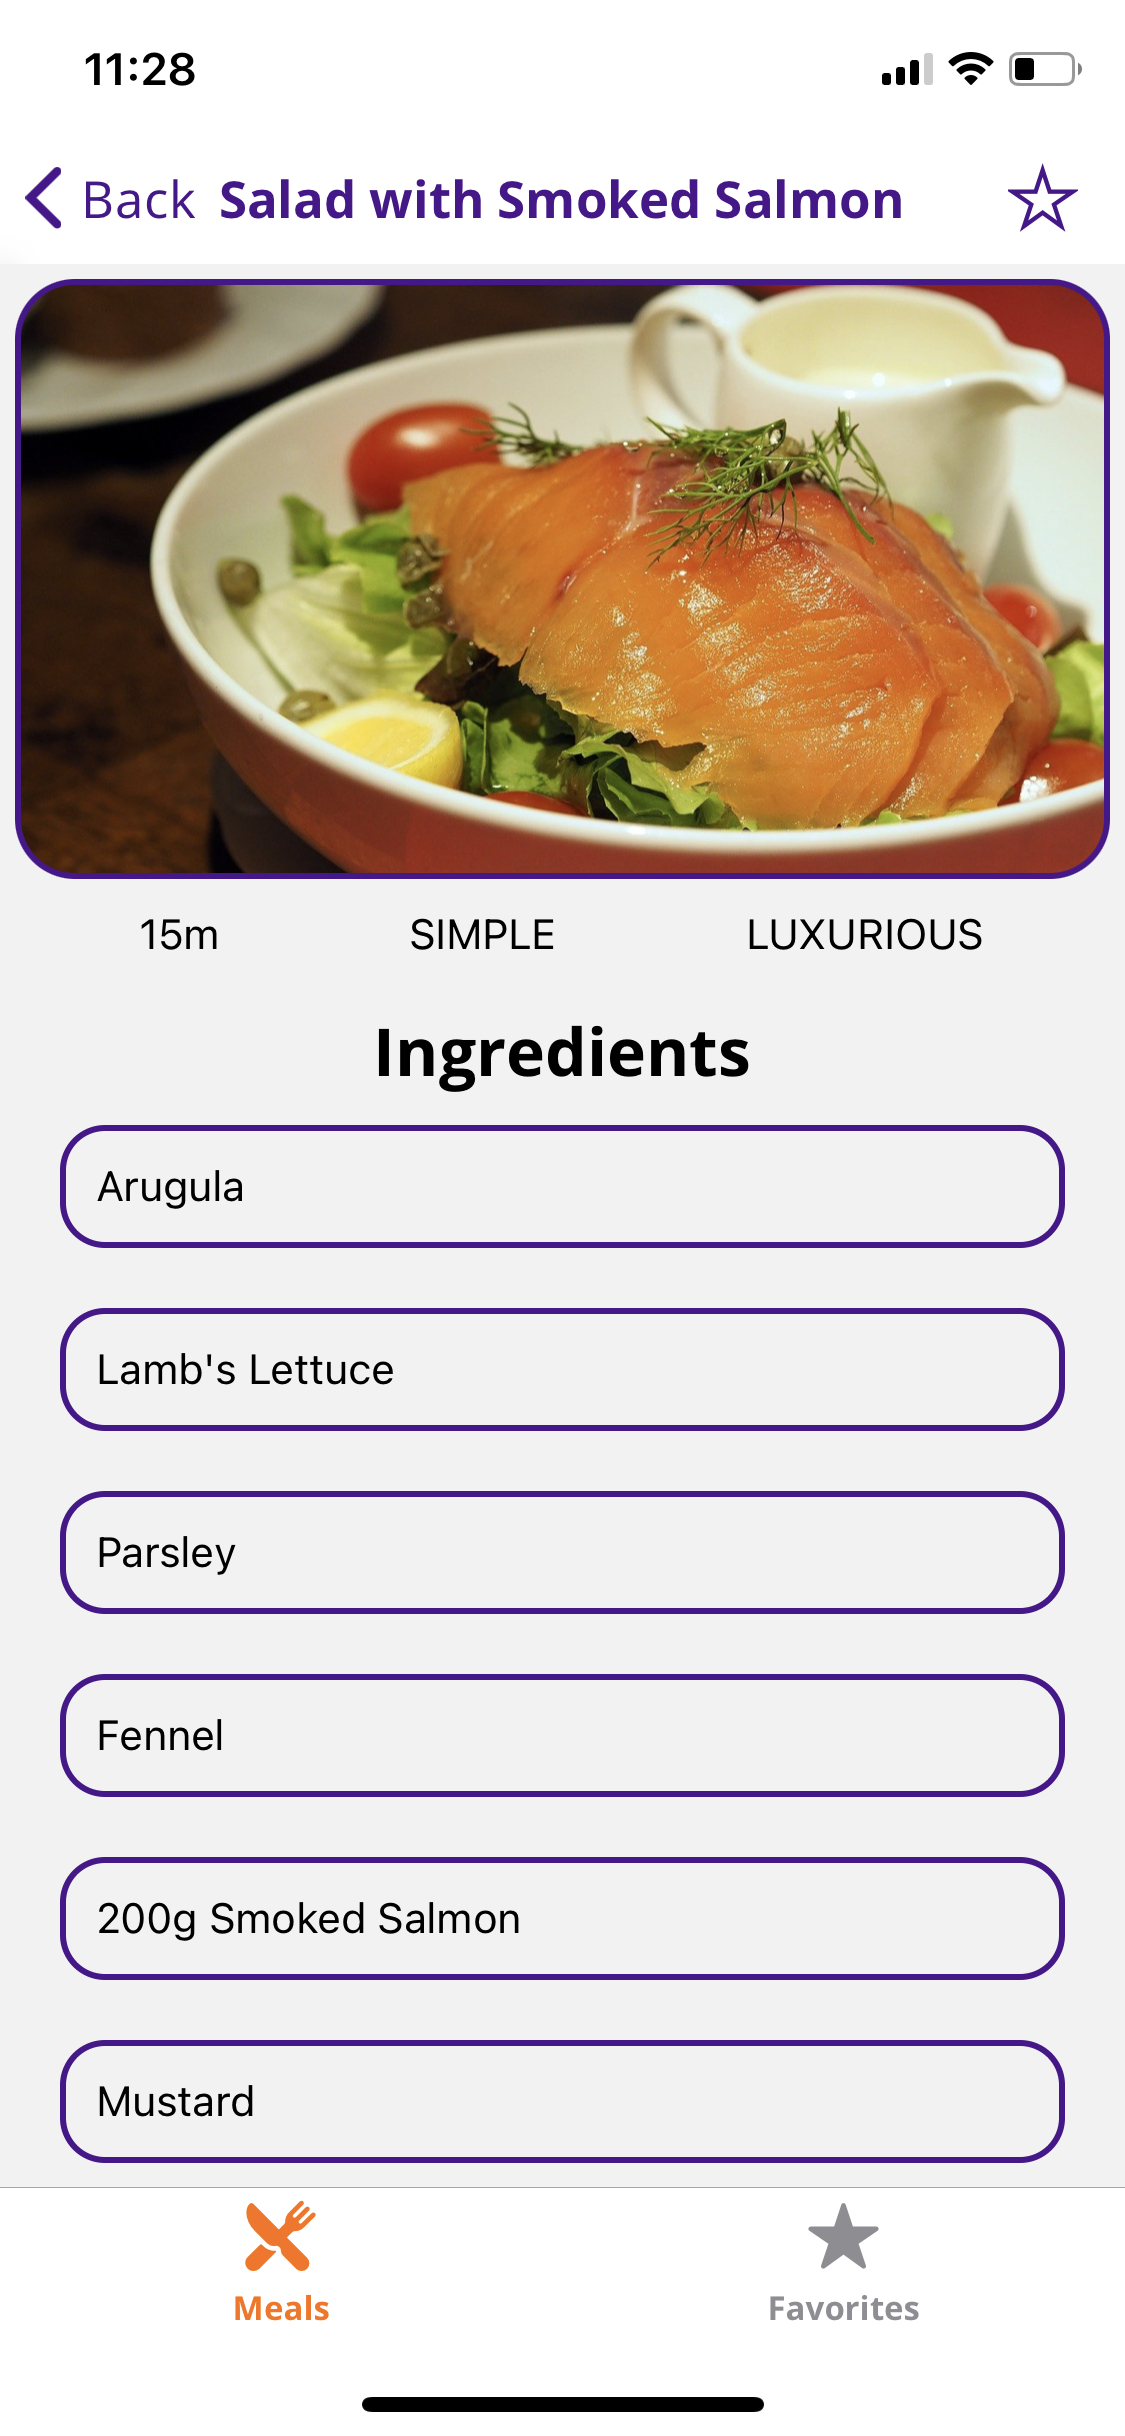 11:28
Back Salad with Smoked Salmon
15m SIMPLE LUXURIOUS
Ingredients
Arugula
Lamb's Lettuce
Parsley
Fennel
200g Smoked Salmon
Mustard
Meals Favorites